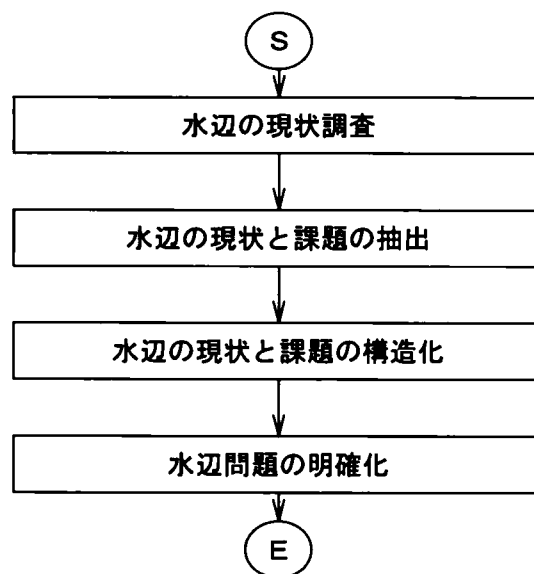 S
水辺の現状調査
水辺の現状と課題の抽出
水辺の現状と課題の構造化
水辺問題の明確化
E